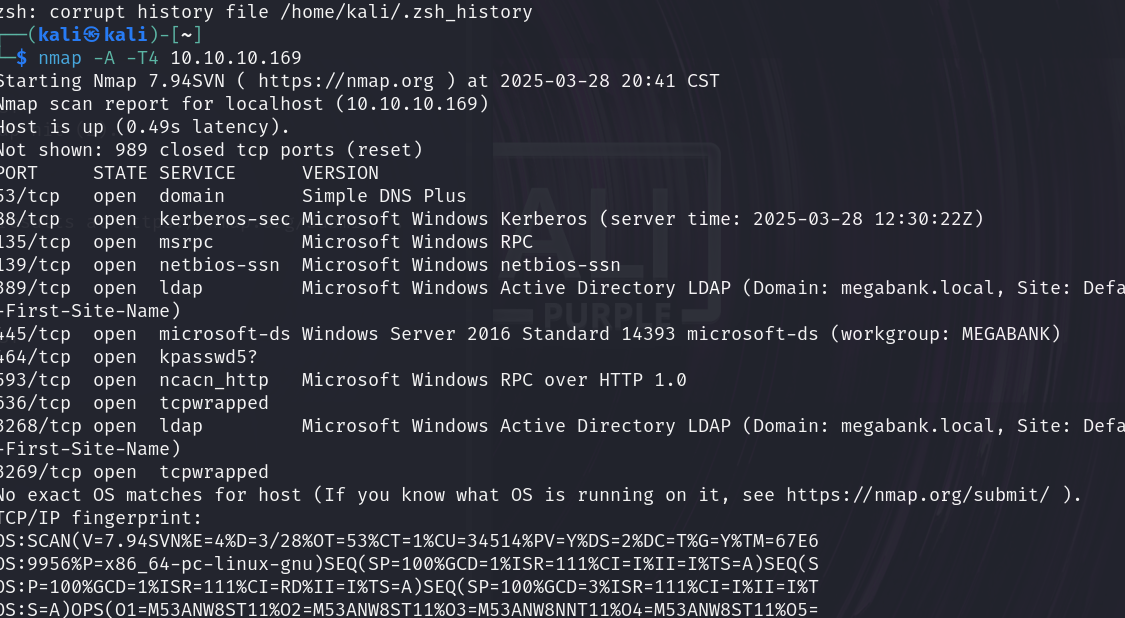 zsh: corrupt history file /home/kali/.zsh_history
┌──(kali㉿kali)-[~]
└─$ nmap -A -T4 10.10.10.169
Starting Nmap 7.94SVN ( https://nmap.org ) at 2025-03-28 20:41 CST
Nmap scan report for localhost (10.10.10.169)
Host is up (0.49s latency).
Not shown: 989 closed tcp ports (reset)
PORT     STATE SERVICE      VERSION
53/tcp   open  domain       Simple DNS Plus
88/tcp   open  kerberos-sec Microsoft Windows Kerberos (server time: 2025-03-28 12:30:22Z)
135/tcp  open  msrpc        Microsoft Windows RPC
139/tcp  open  netbios-ssn  Microsoft Windows netbios-ssn
389/tcp  open  ldap         Microsoft Windows Active Directory LDAP (Domain: megabank.local, Site: Defa
-First-Site-Name)
445/tcp  open  microsoft-ds Windows Server 2016 Standard 14393 microsoft-ds (workgroup: MEGABANK)
464/tcp  open  kpasswd5?
593/tcp  open  ncacn_http   Microsoft Windows RPC over HTTP 1.0
636/tcp  open  tcpwrapped
3268/tcp open  ldap         Microsoft Windows Active Directory LDAP (Domain: megabank.local, Site: Defa
-First-Site-Name)
3269/tcp open  tcpwrapped
No exact OS matches for host (If you know what OS is running on it, see https://nmap.org/submit/ ).
TCP/IP fingerprint:
OS:SCAN(V=7.94SVN%E=4%D=3/28%OT=53%CT=1%CU=34514%PV=Y%DS=2%DC=T%G=Y%TM=67E6
OS:9956%P=x86_64-pc-linux-gnu)SEQ(SP=100%GCD=1%ISR=111%CI=I%II=I%TS=A)SEQ(S
OS:P=100%GCD=1%ISR=111%CI=RD%II=I%TS=A)SEQ(SP=100%GCD=3%ISR=111%CI=I%II=I%T
OS:S=A)OPS(O1=M53ANW8ST11%O2=M53ANW8ST11%O3=M53ANW8NNT11%O4=M53ANW8ST11%O5=
ALI
PURPLE